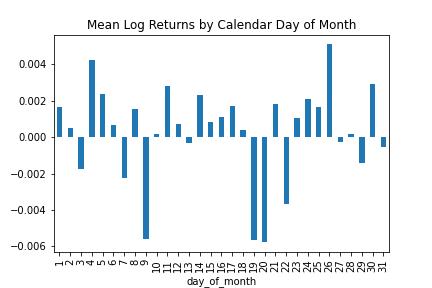 Mean Log Returns by Calendar Day of Month
0.004
0.002
0.000
−0.002
−0.004
−0.006
1 2 3 4 5 6 7 8 9 10 11 12 13 14 15 16 17 18 19 20 21 22 23 24 25 26 27 28 29 30 31
day_of_month